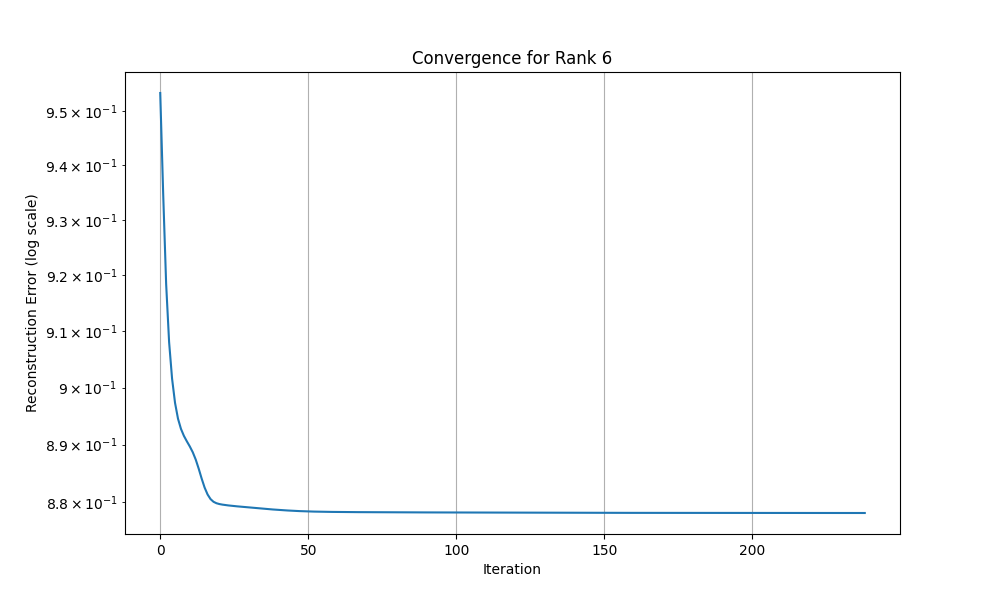 Convergence for Rank 6
Reconstruction Error (log scale)
9.5 × 10⁻¹
9.4 × 10⁻¹
9.3 × 10⁻¹
9.2 × 10⁻¹
9.1 × 10⁻¹
9 × 10⁻¹
8.9 × 10⁻¹
8.8 × 10⁻¹
0 50 100 150 200
Iteration